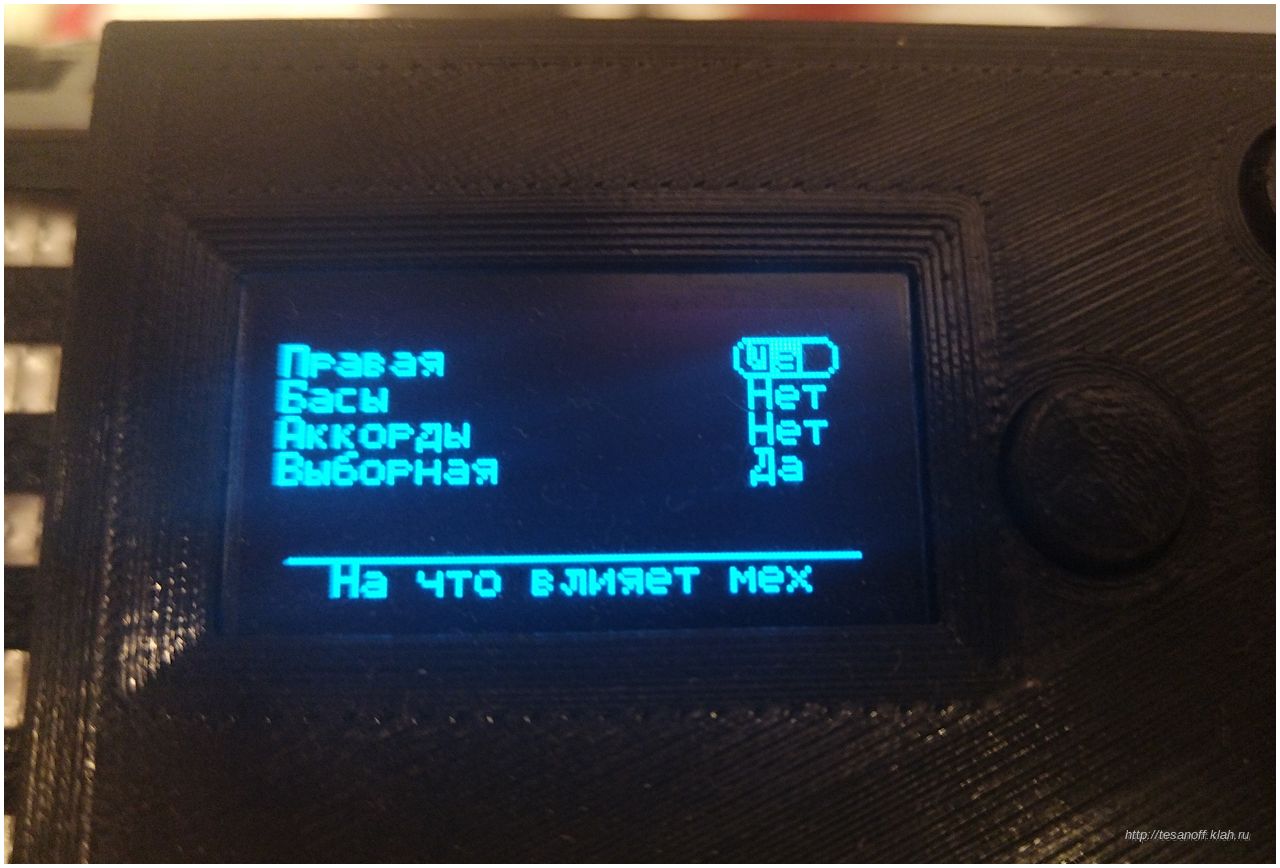 Правая
Басы Нет
Аккорды Нет
Выборная Да
На что влияет мех
http://tesanoff.klah.ru